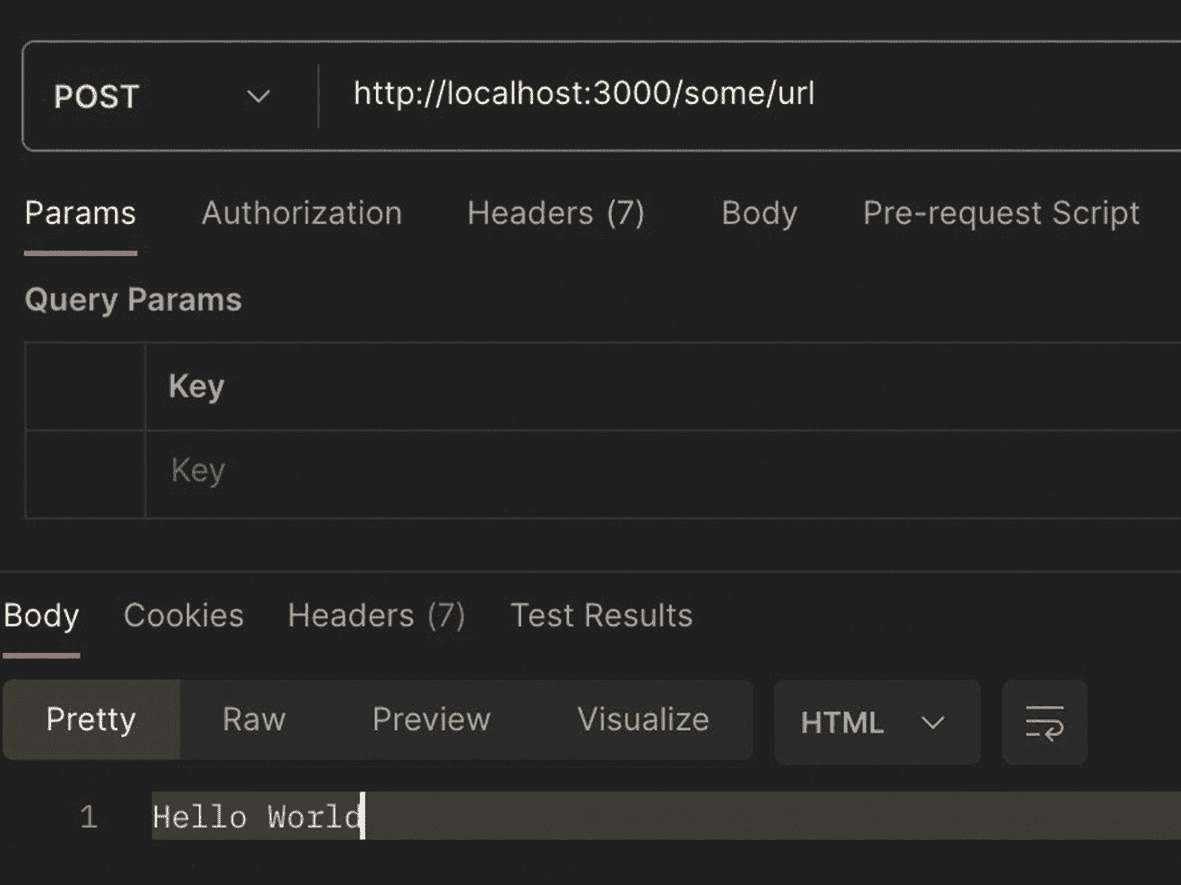 POST http://localhost:3000/some/url
Params Authorization Headers (7) Body Pre-request Script
Query Params
Key
Key
Body Cookies Headers (7) Test Results
Pretty Raw Preview Visualize HTML
1 Hello World